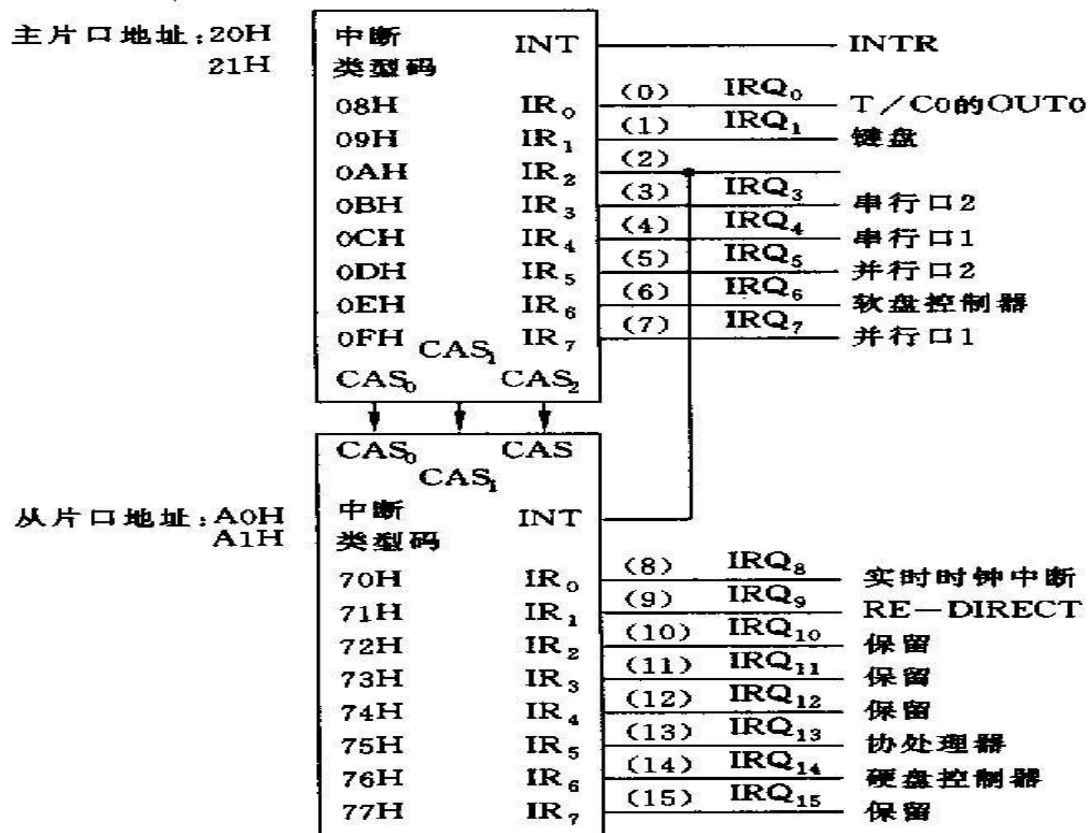 主片口地址:20H 中断 INT INTR
21H 类型码
08H IR₀ (0) IRQ₀ T/C0的OUT0
09H IR₁ (1) IRQ₁ 键盘
0AH IR₂ (2)
0BH IR₃ (3) IRQ₃ 串行口2
0CH IR₄ (4) IRQ₄ 串行口1
0DH IR₅ (5) IRQ₅ 并行口2
0EH IR₆ (6) IRQ₆ 软盘控制器
0FH IR₇ (7) IRQ₇ 并行口1
CAS₁
CAS₀ CAS₂
CAS₀ CAS
CAS₁
从片口地址:A0H 中断 INT
A1H 类型码
70H IR₀ (8) IRQ₈ 实时时钟中断
71H IR₁ (9) IRQ₉ RE-DIRECT
72H IR₂ (10) IRQ₁₀ 保留
73H IR₃ (11) IRQ₁₁ 保留
74H IR₄ (12) IRQ₁₂ 保留
75H IR₅ (13) IRQ₁₃ 协处理器
76H IR₆ (14) IRQ₁₄ 硬盘控制器
77H IR₇ (15) IRQ₁₅ 保留